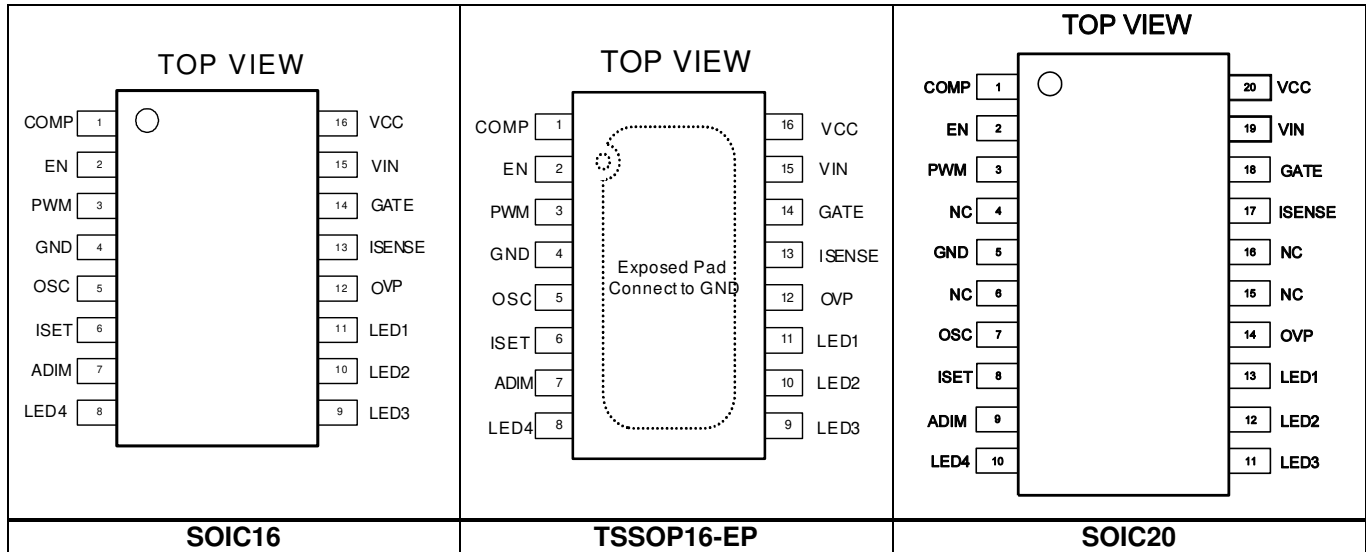 TOP VIEW
COMP 1 16 VCC
EN 2 15 VIN
PWM 3 14 GATE
GND 4 13 ISENSE
OSC 5 12 OVP
ISET 6 11 LED1
ADIM 7 10 LED2
LED4 8 9 LED3
SOIC16
TOP VIEW
COMP 1 16 VCC
EN 2 15 VIN
PWM 3 14 GATE
GND 4 13 ISENSE
OSC 5 12 OVP
ISET 6 11 LED1
ADIM 7 10 LED2
LED4 8 9 LED3
Exposed Pad
Connect to GND
TSSOP16-EP
TOP VIEW
COMP 1 20 VCC
EN 2 19 VIN
PWM 3 18 GATE
NC 4 17 ISENSE
GND 5 16 NC
NC 6 15 NC
OSC 7 14 OVP
ISET 8 13 LED1
ADIM 9 12 LED2
LED4 10 11 LED3
SOIC20